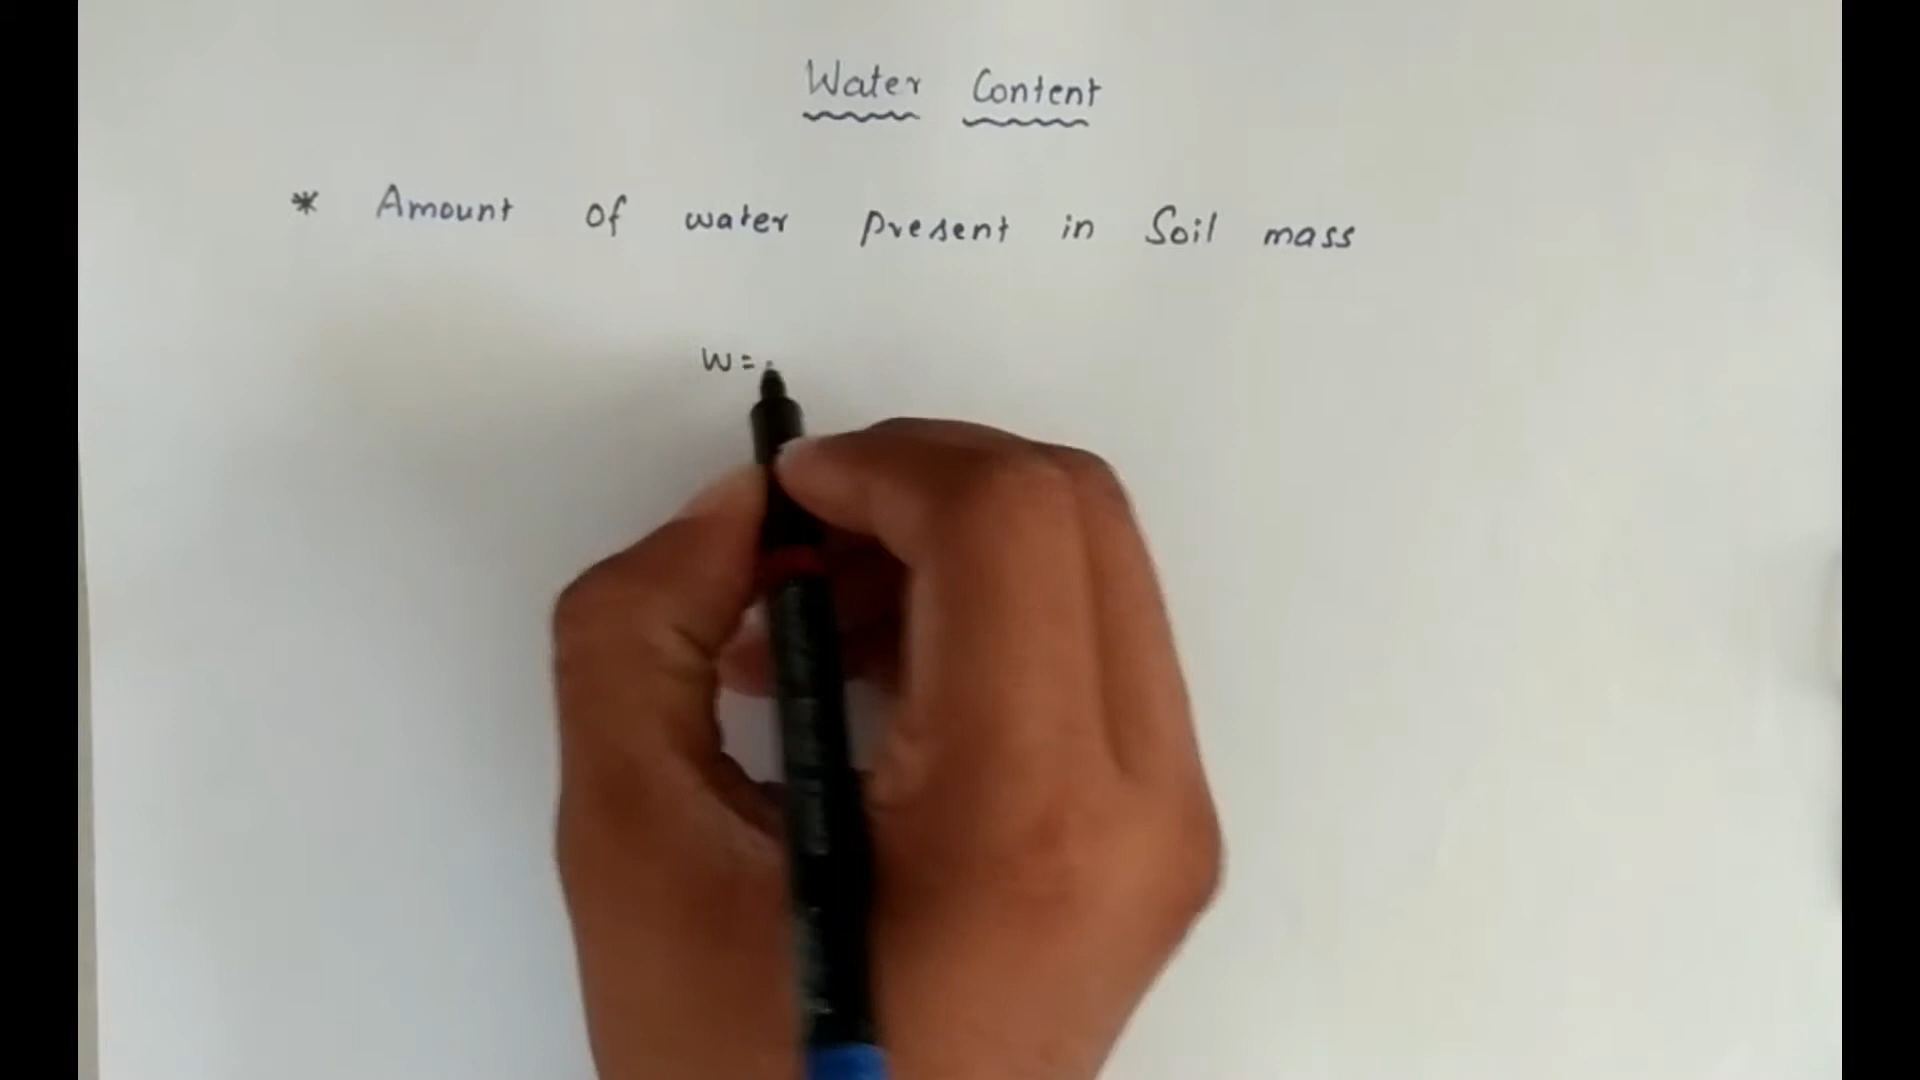 Water Content
* Amount of water present in Soil mass
W =